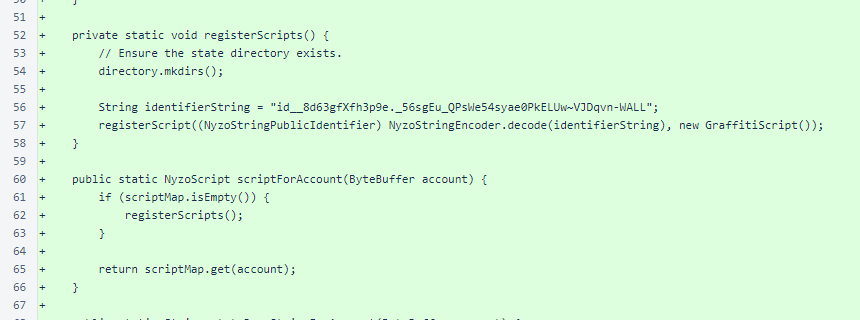 51 +
52 + private static void registerScripts() {
53 + // Ensure the state directory exists.
54 + directory.mkdirs();
55 +
56 + String identifierString = "id__8d63gfXfh3p9e._56sgEu_QPsWe54syae0PkELUw~VJDqvn-WALL";
57 + registerScript((NyzoStringPublicIdentifier) NyzoStringEncoder.decode(identifierString), new GraffitiScript());
58 + }
59 +
60 + public static NyzoScript scriptForAccount(ByteBuffer account) {
61 + if (scriptMap.isEmpty()) {
62 + registerScripts();
63 + }
64 +
65 + return scriptMap.get(account);
66 + }
67 +